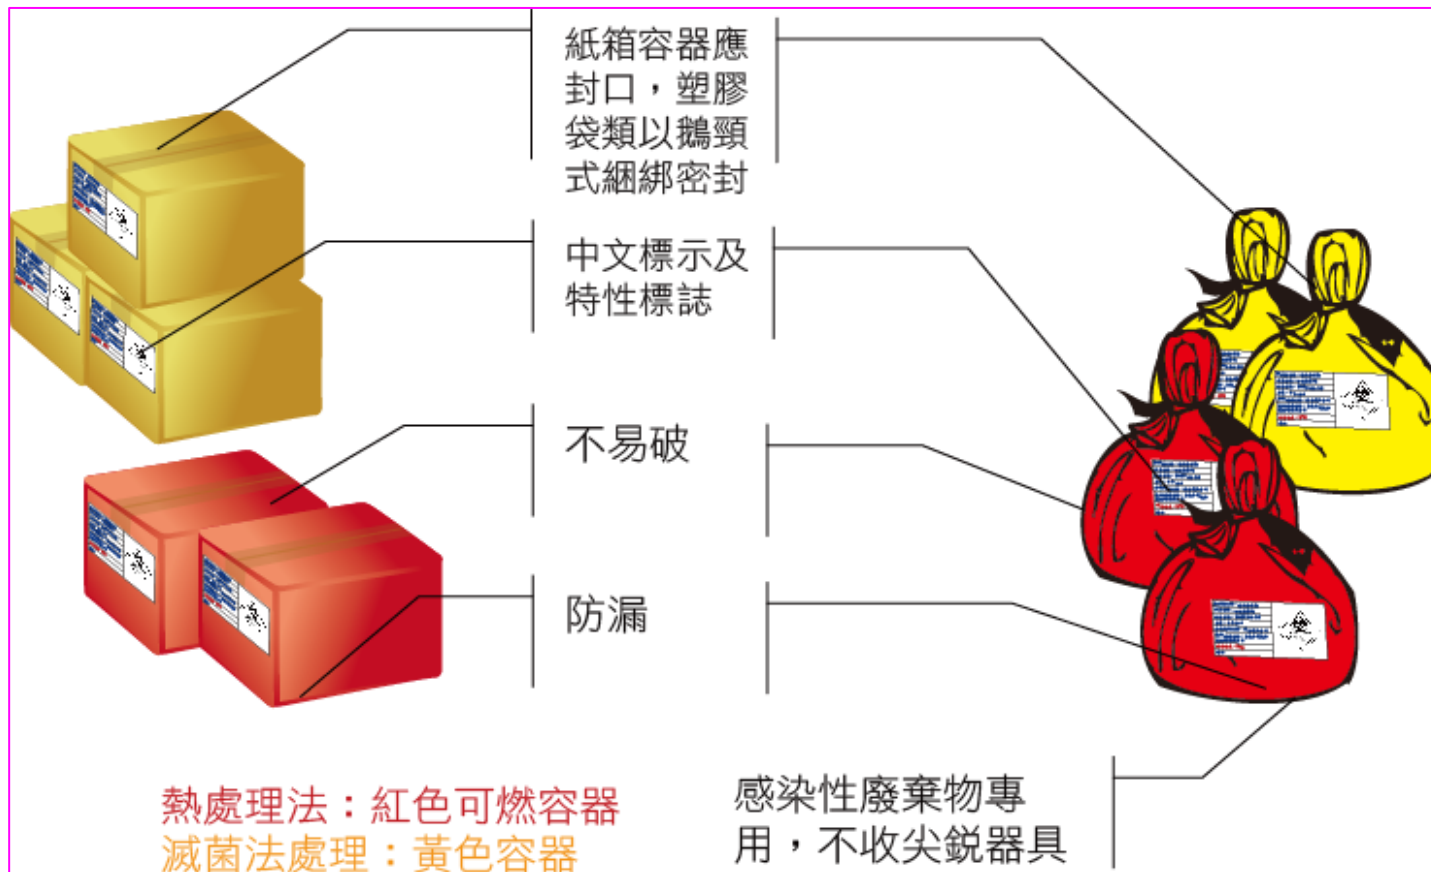 紙箱容器應
封口，塑膠
袋類以鵝頸
式綑綁密封
中文標示及
特性標誌
不易破
防漏
熱處理法：紅色可燃容器
滅菌法處理：黃色容器
感染性廢棄物專
用，不收尖銳器具